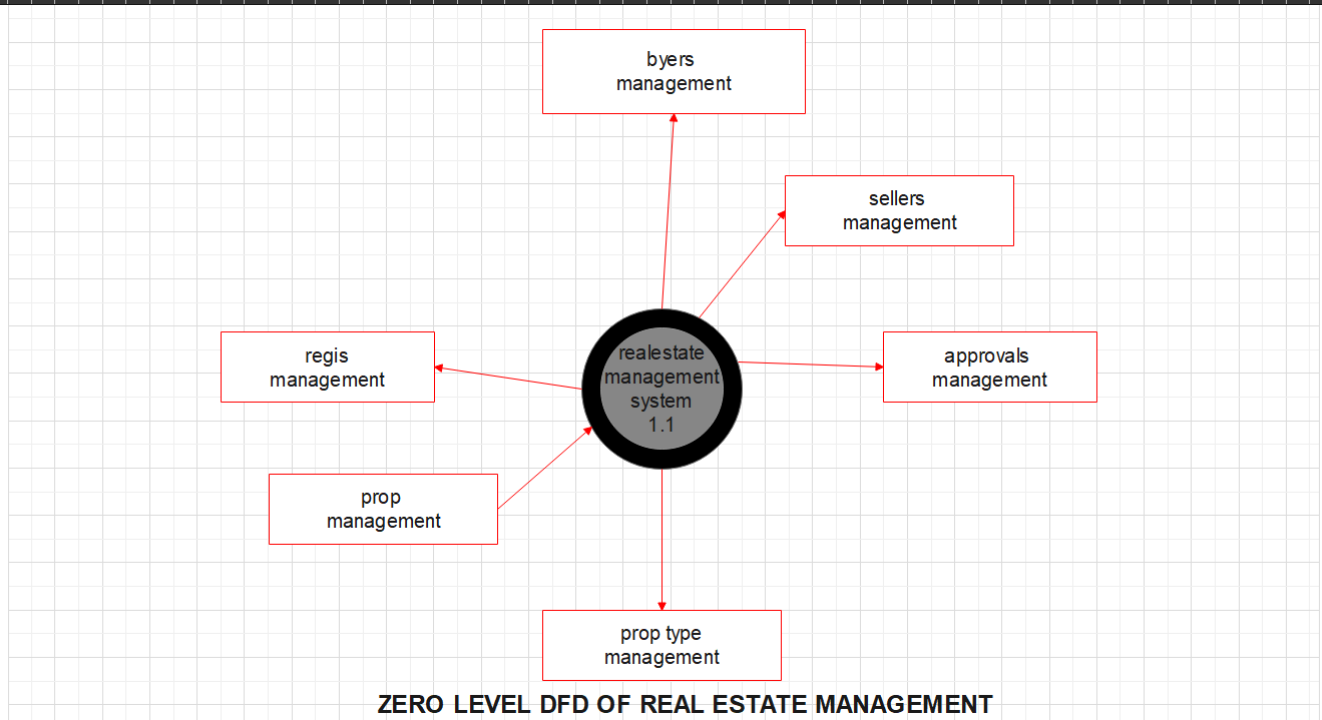 byers
management
sellers
management
regis
management
realestate
management
system
1.1
approvals
management
prop
management
prop type
management
ZERO LEVEL DFD OF REAL ESTATE MANAGEMENT